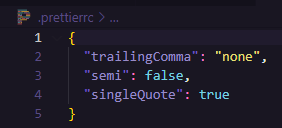 .prettierrc > ...
1 {
2 "trailingComma": "none",
3 "semi": false,
4 "singleQuote": true
5 }